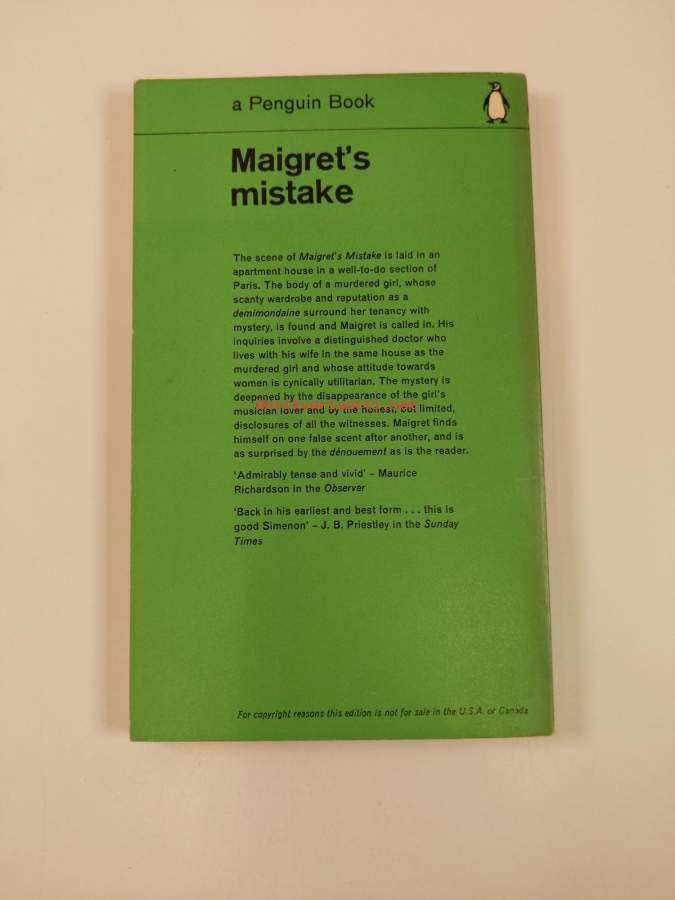 a Penguin Book
Maigret's
mistake
The scene of Maigret's Mistake is laid in an
apartment house in a well-to-do section of
Paris. The body of a murdered girl, whose
scanty wardrobe and reputation as a
demimondaine surround her tenancy with
mystery, is found and Maigret is called in. His
inquiries involve a distinguished doctor who
lives with his wife in the same house as the
murdered girl and whose attitude towards
women is cynically utilitarian. The mystery is
deepened by the disappearance of the girl's
musician lover and by the honest, but limited,
disclosures of all the witnesses. Maigret finds
himself on one false scent after another, and is
as surprised by the dénouement as is the reader.
'Admirably tense and vivid' – Maurice
Richardson in the Observer
'Back in his earliest and best form . . . this is
good Simenon' – J. B. Priestley in the Sunday
Times
For copyright reasons this edition is not for sale in the U.S.A. or Canada